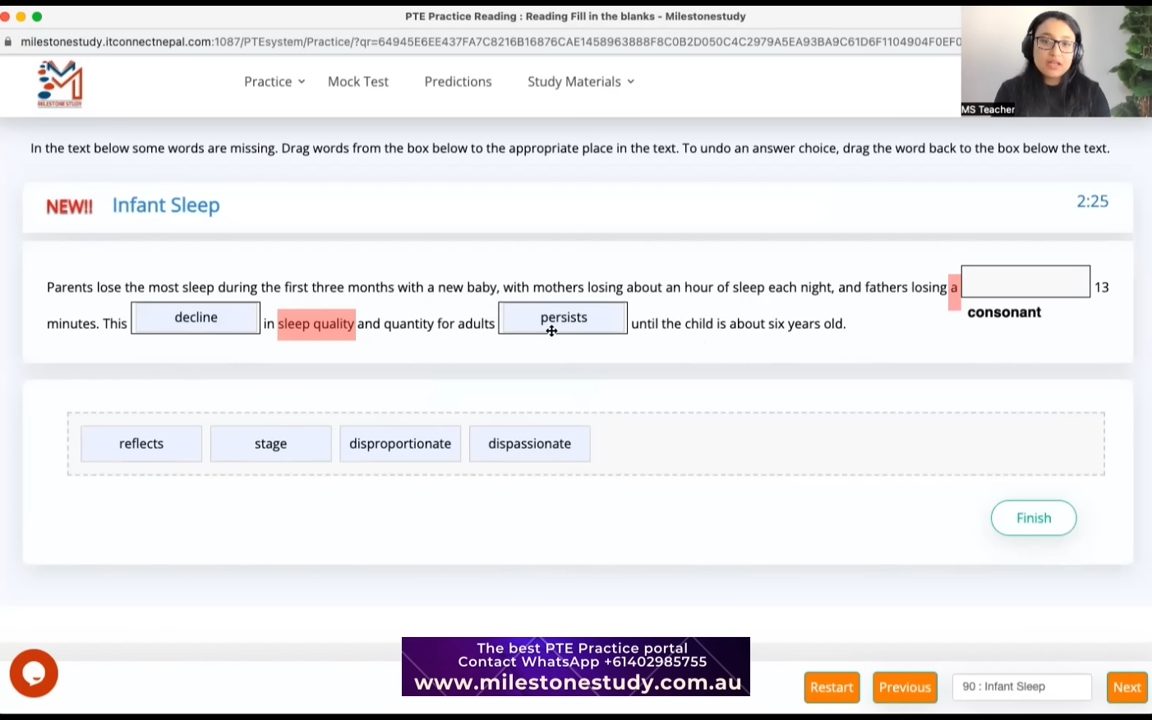 PTE Practice Reading : Reading Fill in the blanks - Milestonestudy
milestonestudy.itconnectnepal.com:1087/PTEsystem/Practice/?qr=64945E6EE437FA7C8216B16876CAE1458963888F8C0B2D050C4C2979A5EA93BA9C61D6F1104904F0EF0
MILESTONE STUDY
Practice Mock Test Predictions Study Materials
MS Teacher
In the text below some words are missing. Drag words from the box below to the appropriate place in the text. To undo an answer choice, drag the word back to the box below the text.
NEW!! Infant Sleep 2:25
Parents lose the most sleep during the first three months with a new baby, with mothers losing about an hour of sleep each night, and fathers losing a 13
consonant
minutes. This decline in sleep quality and quantity for adults persists until the child is about six years old.
reflects stage disproportionate dispassionate
Finish
The best PTE Practice portal
Contact WhatsApp +61402985755
www.milestonestudy.com.au
Restart Previous 90 : Infant Sleep Next